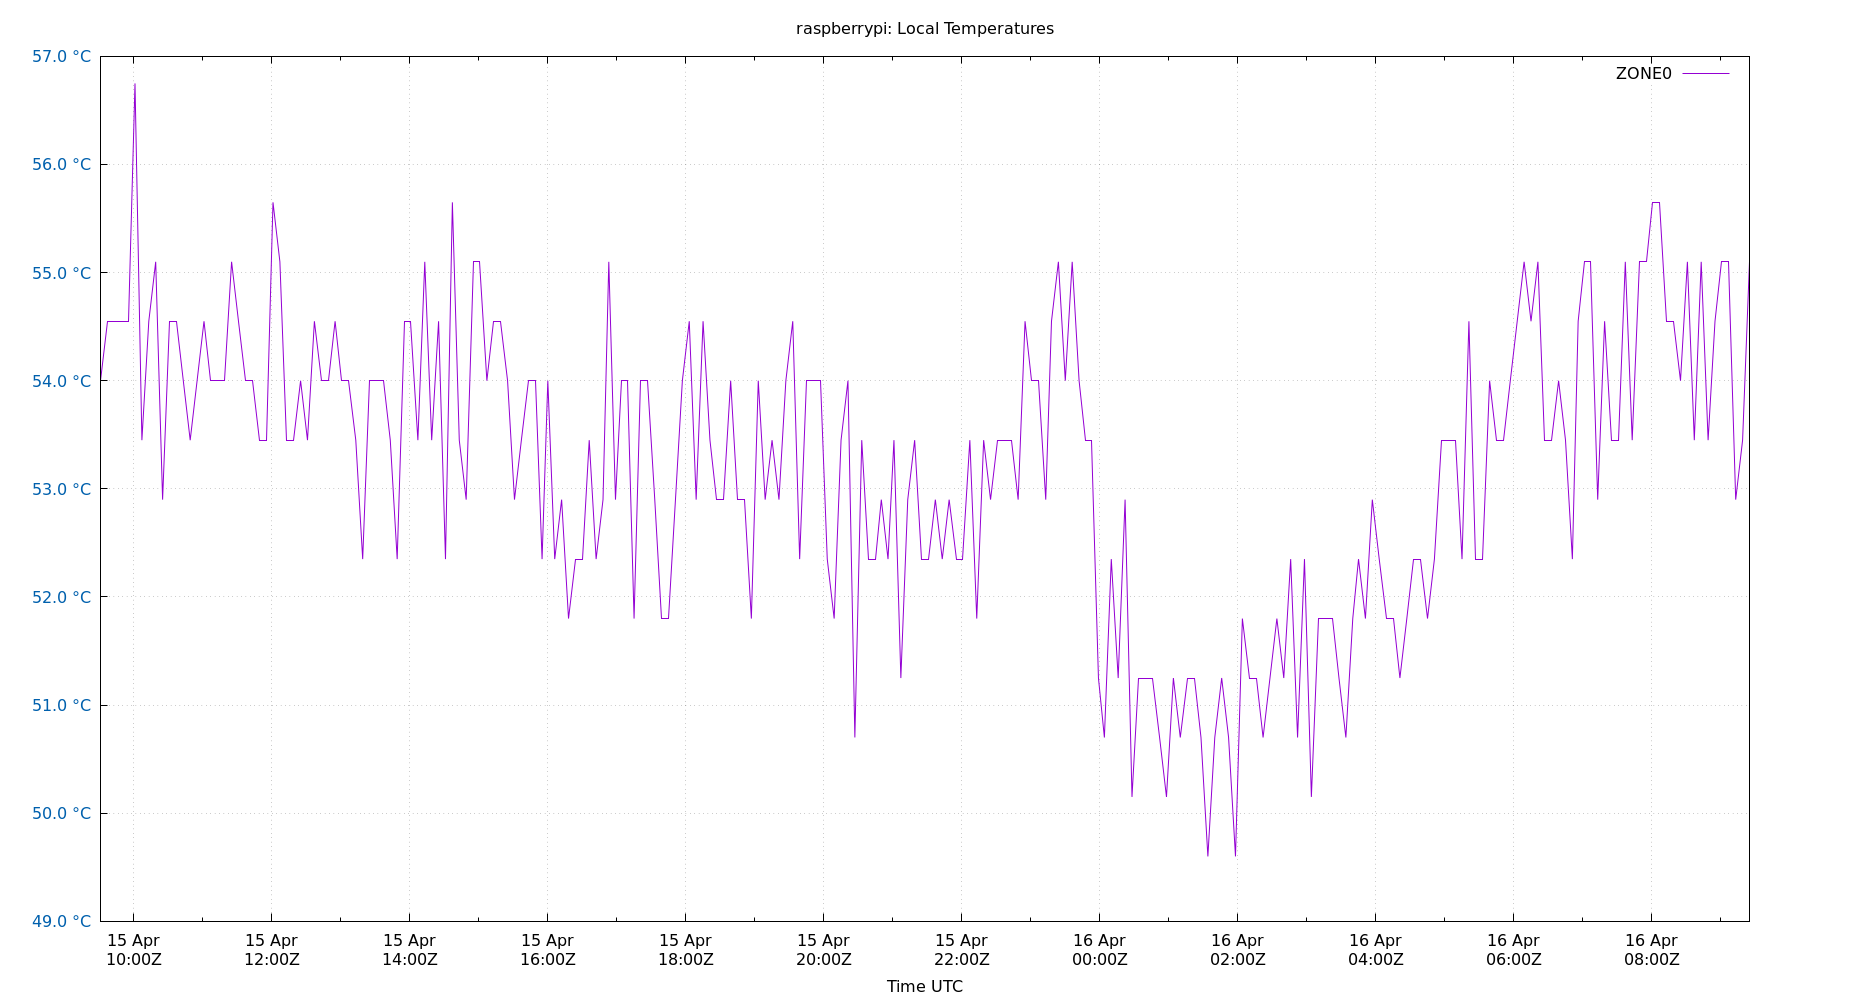 raspberrypi: Local Temperatures
57.0 °C
ZONE0
56.0 °C
55.0 °C
54.0 °C
53.0 °C
52.0 °C
51.0 °C
50.0 °C
49.0 °C
15 Apr 15 Apr 15 Apr 15 Apr 15 Apr 15 Apr 15 Apr 16 Apr 16 Apr 16 Apr 16 Apr 16 Apr
10:00Z 12:00Z 14:00Z 16:00Z 18:00Z 20:00Z 22:00Z 00:00Z 02:00Z 04:00Z 06:00Z 08:00Z
Time UTC